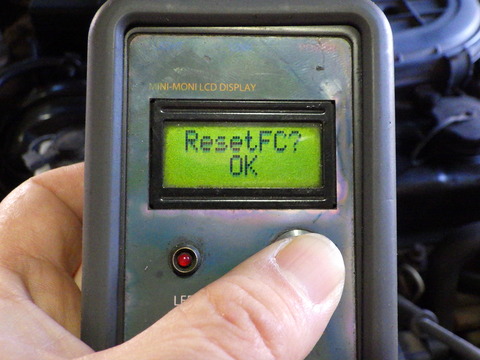 MINI-MONI LCD DISPLAY
ResetFC?
OK